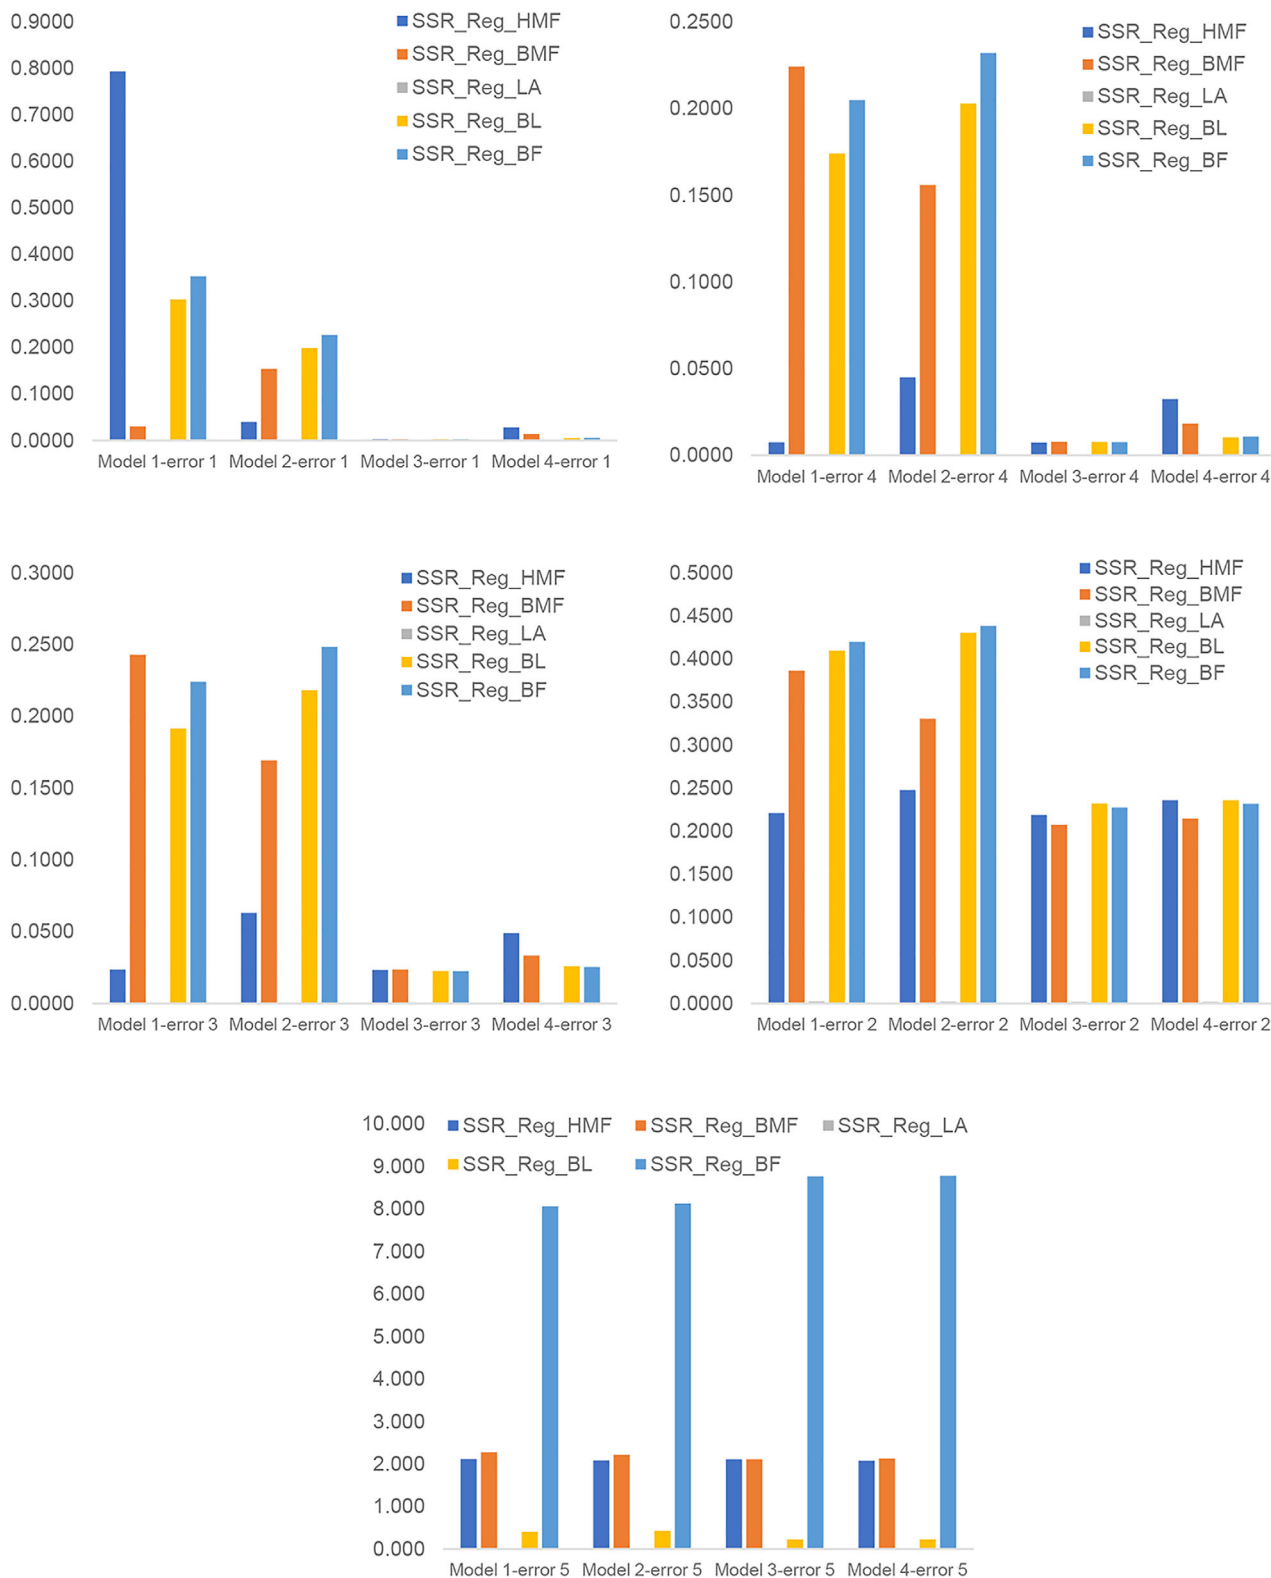 0.9000
0.8000
0.7000
0.6000
0.5000
0.4000
0.3000
0.2000
0.1000
0.0000
SSR_Reg_HMF
SSR_Reg_BMF
SSR_Reg_LA
SSR_Reg_BL
SSR_Reg_BF
Model 1-error 1 Model 2-error 1 Model 3-error 1 Model 4-error 1
0.2500
0.2000
0.1500
0.1000
0.0500
0.0000
SSR_Reg_HMF
SSR_Reg_BMF
SSR_Reg_LA
SSR_Reg_BL
SSR_Reg_BF
Model 1-error 4 Model 2-error 4 Model 3-error 4 Model 4-error 4
0.3000
0.2500
0.2000
0.1500
0.1000
0.0500
0.0000
SSR_Reg_HMF
SSR_Reg_BMF
SSR_Reg_LA
SSR_Reg_BL
SSR_Reg_BF
Model 1-error 3 Model 2-error 3 Model 3-error 3 Model 4-error 3
0.5000
0.4500
0.4000
0.3500
0.3000
0.2500
0.2000
0.1500
0.1000
0.0500
0.0000
SSR_Reg_HMF
SSR_Reg_BMF
SSR_Reg_LA
SSR_Reg_BL
SSR_Reg_BF
Model 1-error 2 Model 2-error 2 Model 3-error 2 Model 4-error 2
10.000
9.000
8.000
7.000
6.000
5.000
4.000
3.000
2.000
1.000
0.000
SSR_Reg_HMF SSR_Reg_BMF SSR_Reg_LA
SSR_Reg_BL SSR_Reg_BF
Model 1-error 5 Model 2-error 5 Model 3-error 5 Model 4-error 5